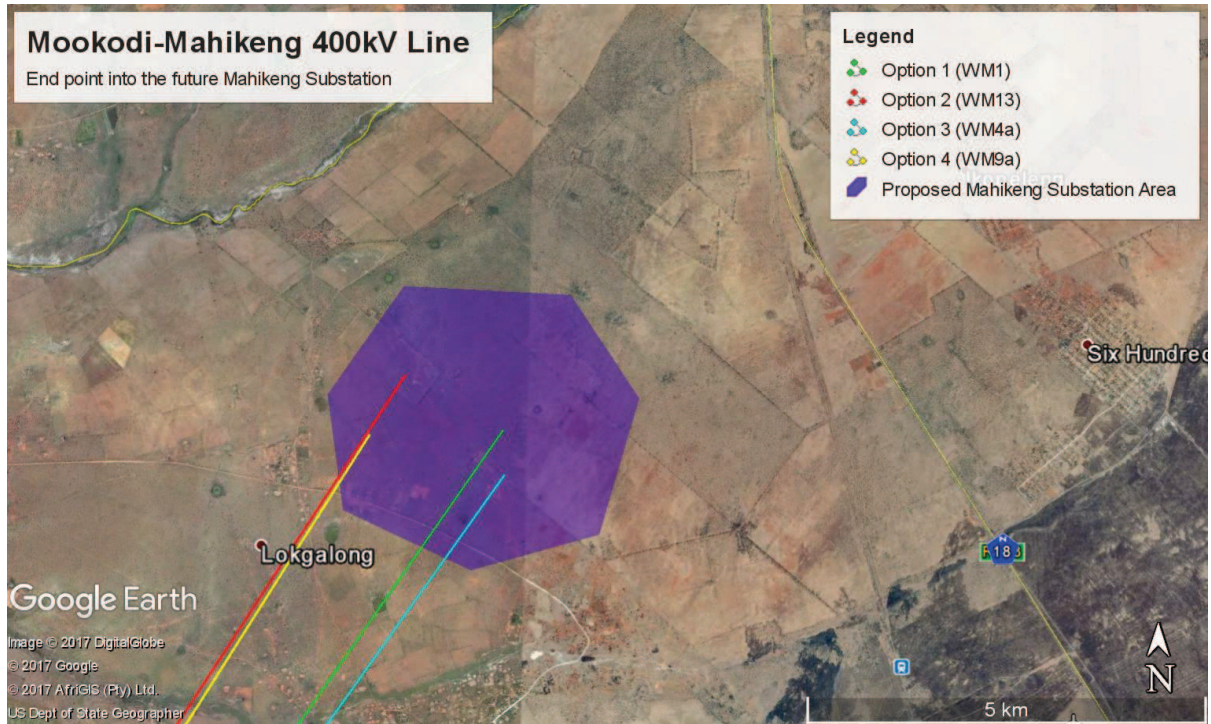 Mookodi-Mahikeng 400kV Line
End point into the future Mahikeng Substation
Legend
Option 1 (WM1)
Option 2 (WM13)
Option 3 (WM4a)
Option 4 (WM9a)
Proposed Mahikeng Substation Area
Six Hundred
Lokgalong
N
18
Google Earth
Image © 2017 DigitalGlobe
© 2017 Google
© 2017 AfriGIS (Pty) Ltd.
US Dept of State Geographer
N
5 km